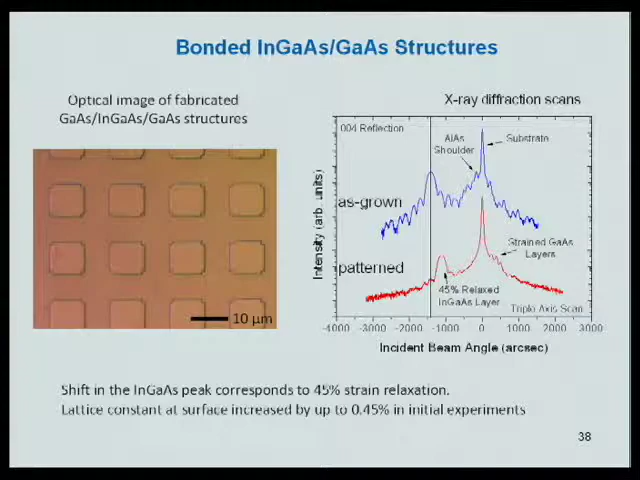 Bonded InGaAs/GaAs Structures
Optical image of fabricated
GaAs/InGaAs/GaAs structures
10 µm
X-ray diffraction scans
004 Reflection
AlAs
Shoulder
Substrate
as-grown
patterned
Strained GaAs
Layers
45% Relaxed
InGaAs Layer
Triple Axis Scan
Intensity (arb. units)
-4000 -3000 -2000 -1000 0 1000 2000 3000
Incident Beam Angle (arcsec)
Shift in the InGaAs peak corresponds to 45% strain relaxation.
Lattice constant at surface increased by up to 0.45% in initial experiments
38